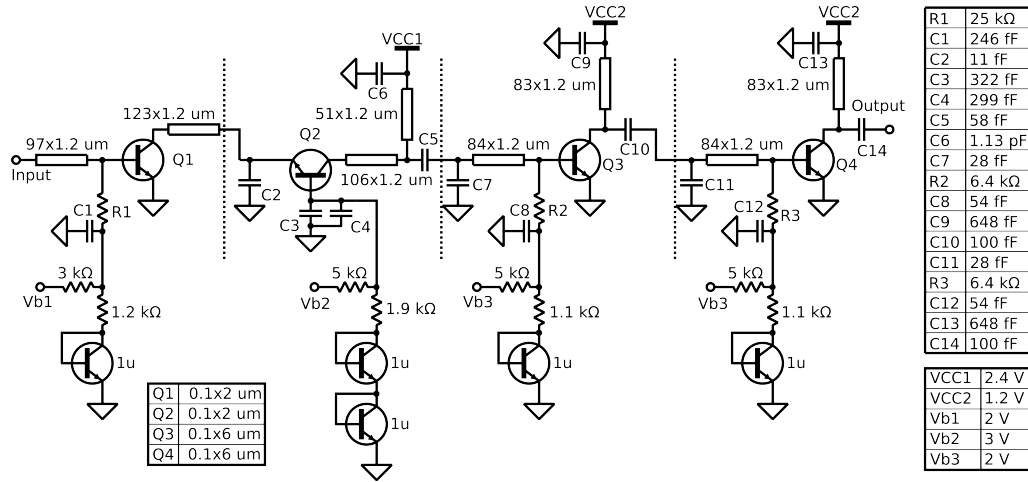 VCC2
VCC2
VCC1
C9
C13
C6
83x1.2 um
83x1.2 um
123x1.2 um
51x1.2 um
Output
97x1.2 um
Q2
C5
84x1.2 um
C10
84x1.2 um
C14
Q1
Q3
Q4
Input
106x1.2 um
C2
C7
C11
C1
R1
C3
C4
C8
R2
C12
R3
3 kΩ
5 kΩ
5 kΩ
5 kΩ
Vb1
Vb2
Vb3
Vb3
1.2 kΩ
1.9 kΩ
1.1 kΩ
1.1 kΩ
1u
1u
1u
1u
1u
Q1 0.1x2 um
Q2 0.1x2 um
Q3 0.1x6 um
Q4 0.1x6 um
R1 25 kΩ
C1 246 fF
C2 11 fF
C3 322 fF
C4 299 fF
C5 58 fF
C6 1.13 pF
C7 28 fF
R2 6.4 kΩ
C8 54 fF
C9 648 fF
C10 100 fF
C11 28 fF
R3 6.4 kΩ
C12 54 fF
C13 648 fF
C14 100 fF
VCC1 2.4 V
VCC2 1.2 V
Vb1 2 V
Vb2 3 V
Vb3 2 V